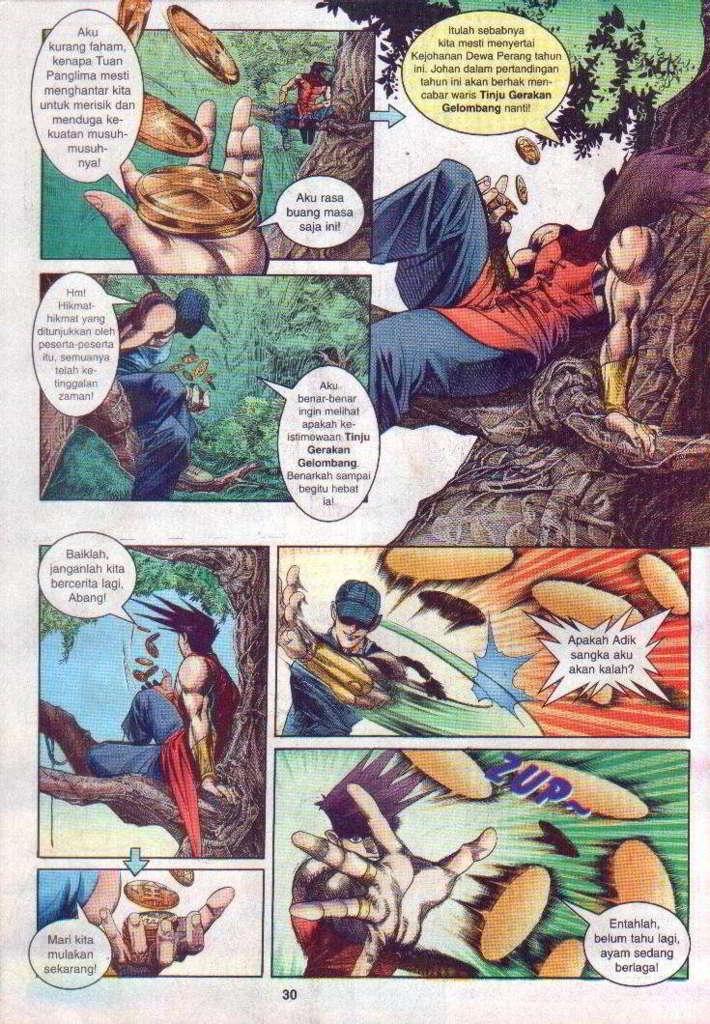 Aku
kurang faham,
kenapa Tuan
Panglima mesti
menghantar kita
untuk merisik dan
menduga ke-
kuatan musuh-
musuh-
nya!
Aku rasa
buang masa
saja ini!
Itulah sebabnya
kita mesti menyertai
Kejohanan Dewa Perang tahun
ini. Johan dalam pertandingan
tahun ini akan berhak men-
cabar waris Tinju Gerakan
Gelombang nanti!
Hm!
Hikmat-
hikmat yang
ditunjukkan oleh
peserta-peserta
itu, semuanya
telah ke-
tinggalan
zaman!
Aku
benar-benar
ingin melihat
apakah ke-
istimewaan Tinju
Gerakan
Gelombang.
Benarkah sampai
begitu hebat
ia!
Baiklah,
janganlah kita
bercerita lagi,
Abang!
Apakah Adik
sangka aku
akan kalah?
Mari kita
mulakan
sekarang!
ZUP~
Entahlah,
belum tahu lagi,
ayam sedang
berlaga!
30